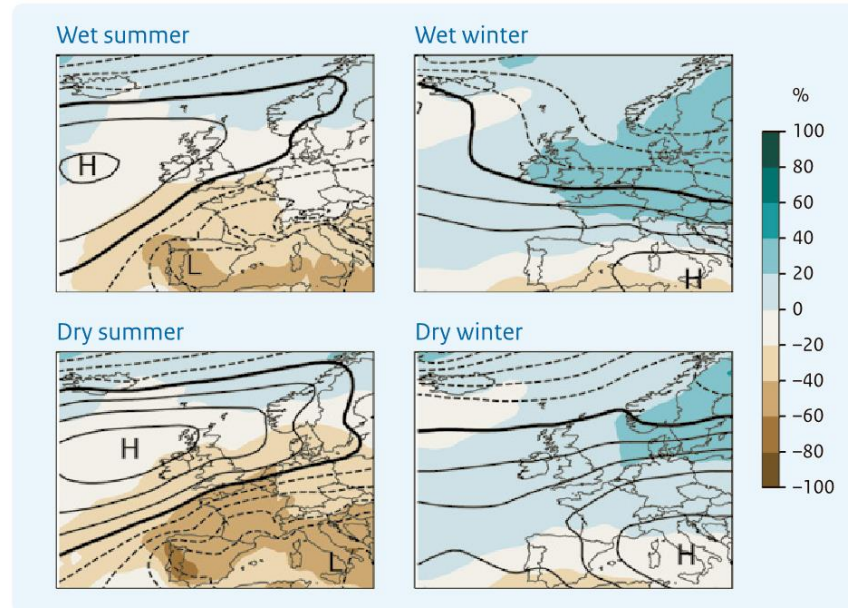 Wet summer
Wet winter
H
L
H
%
100
80
60
40
20
0
−20
−40
−60
−80
−100
Dry summer
Dry winter
H
L
H